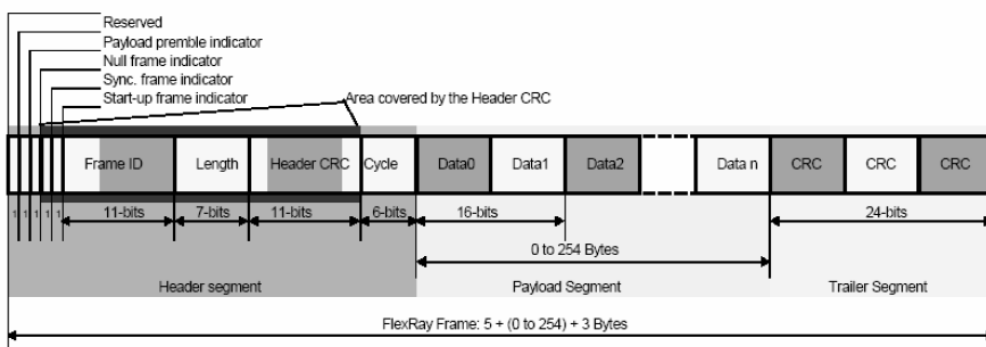 Reserved
Payload premble indicator
Null frame indicator
Sync. frame indicator
Start-up frame indicator
Area covered by the Header CRC
Frame ID Length Header CRC Cycle Data0 Data1 Data2 Data n CRC CRC CRC
1 1 1 1 1 11-bits 7-bits 11-bits 6-bits 16-bits 24-bits
0 to 254 Bytes
Header segment Payload Segment Trailer Segment
FlexRay Frame: 5 + (0 to 254) + 3 Bytes